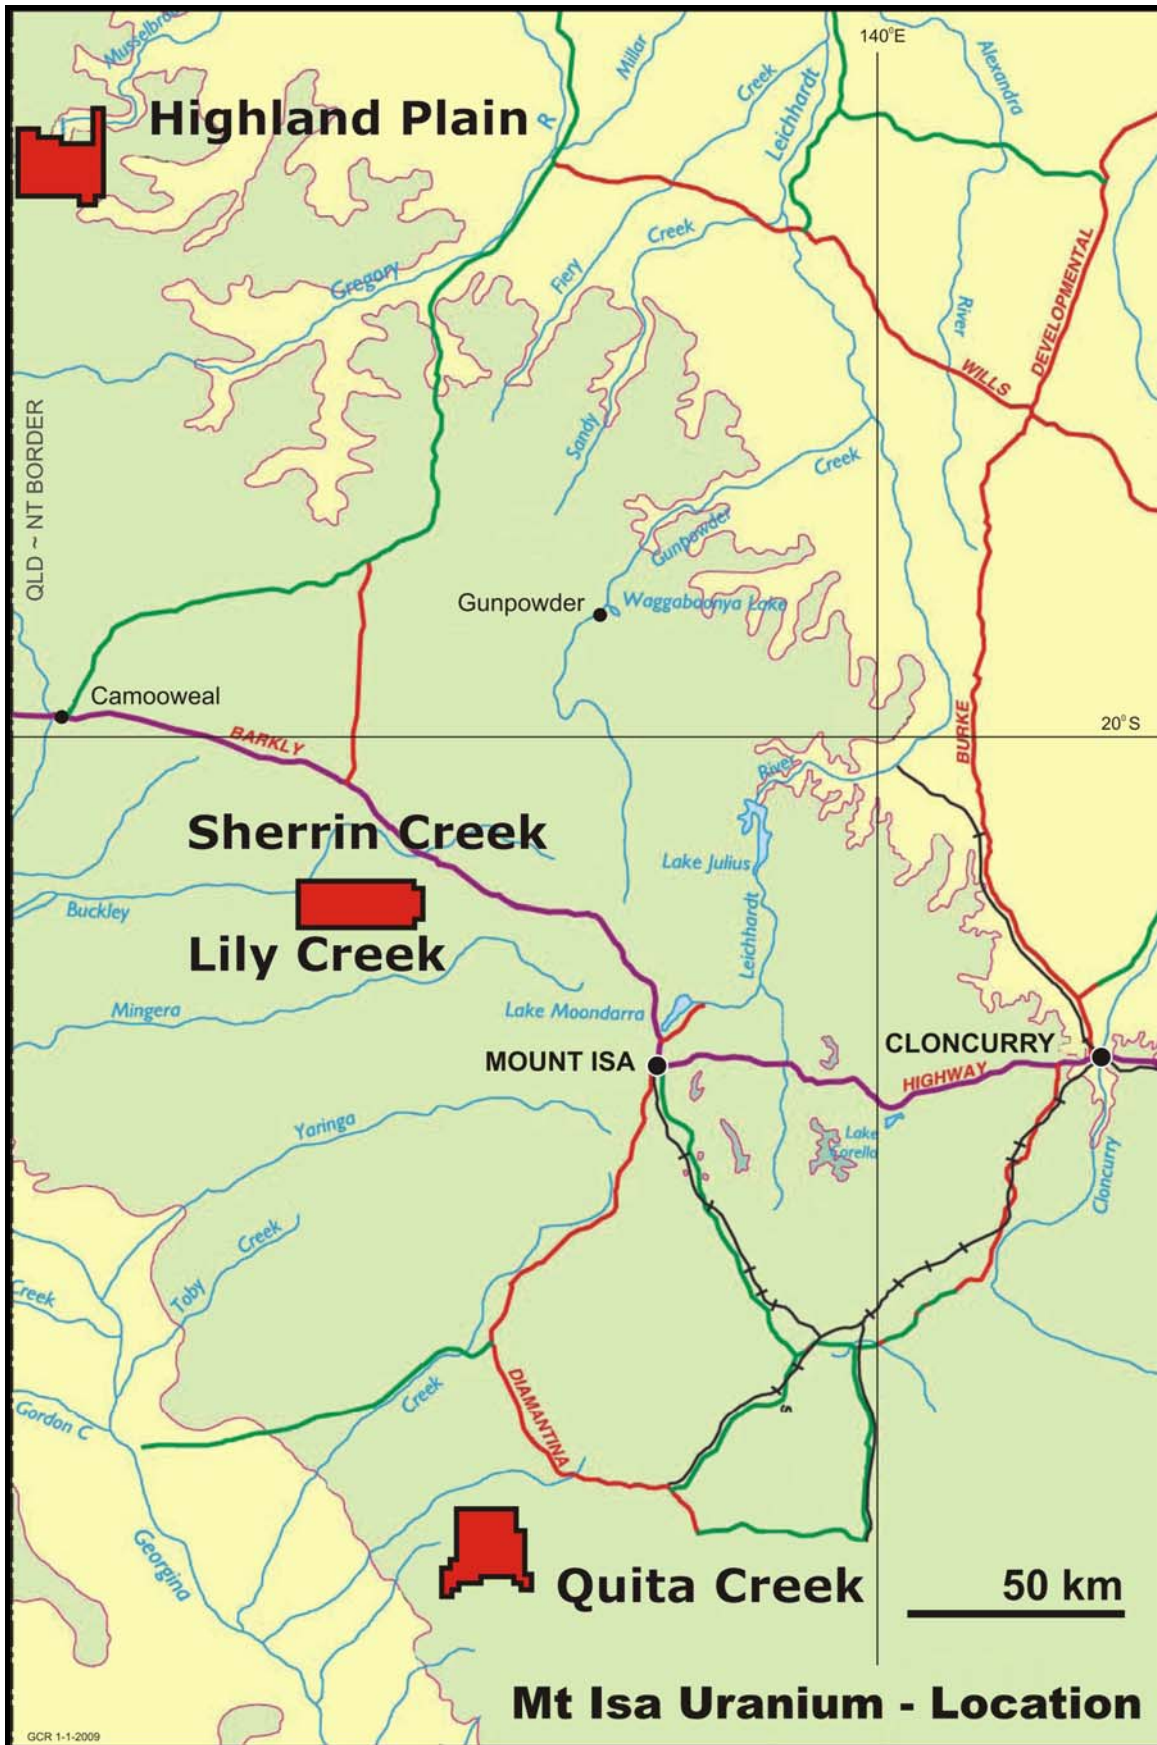 140°E
Musselbro
Millar
Alexandra
Creek
Leichhardt
Highland Plain
R
Creek
Fiery
Gregory
River
DEVELOPMENTAL
WILLS
Sandy
Creek
QLD ~ NT BORDER
Gunpowder
Gunpowder
Waggaboonya Lake
Camooweal
BARKLY
BURKE
20° S
River
Sherrin Creek
Lake Julius
Buckley
Lily Creek
Leichhardt
Mingera
Lake Moondarra
MOUNT ISA
CLONCURRY
HIGHWAY
Yaringa
Lake
orella
Cloncurry
Creek
Toby
Creek
Gordon C
Creek
DIAMANTINA
Georgina
Quita Creek
50 km
Mt Isa Uranium - Location
GCR 1-1-2009